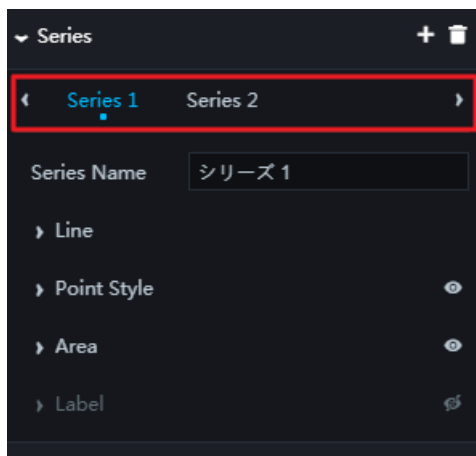 Series
Series 1 Series 2
Series Name シリーズ 1
Line
Point Style
Area
Label